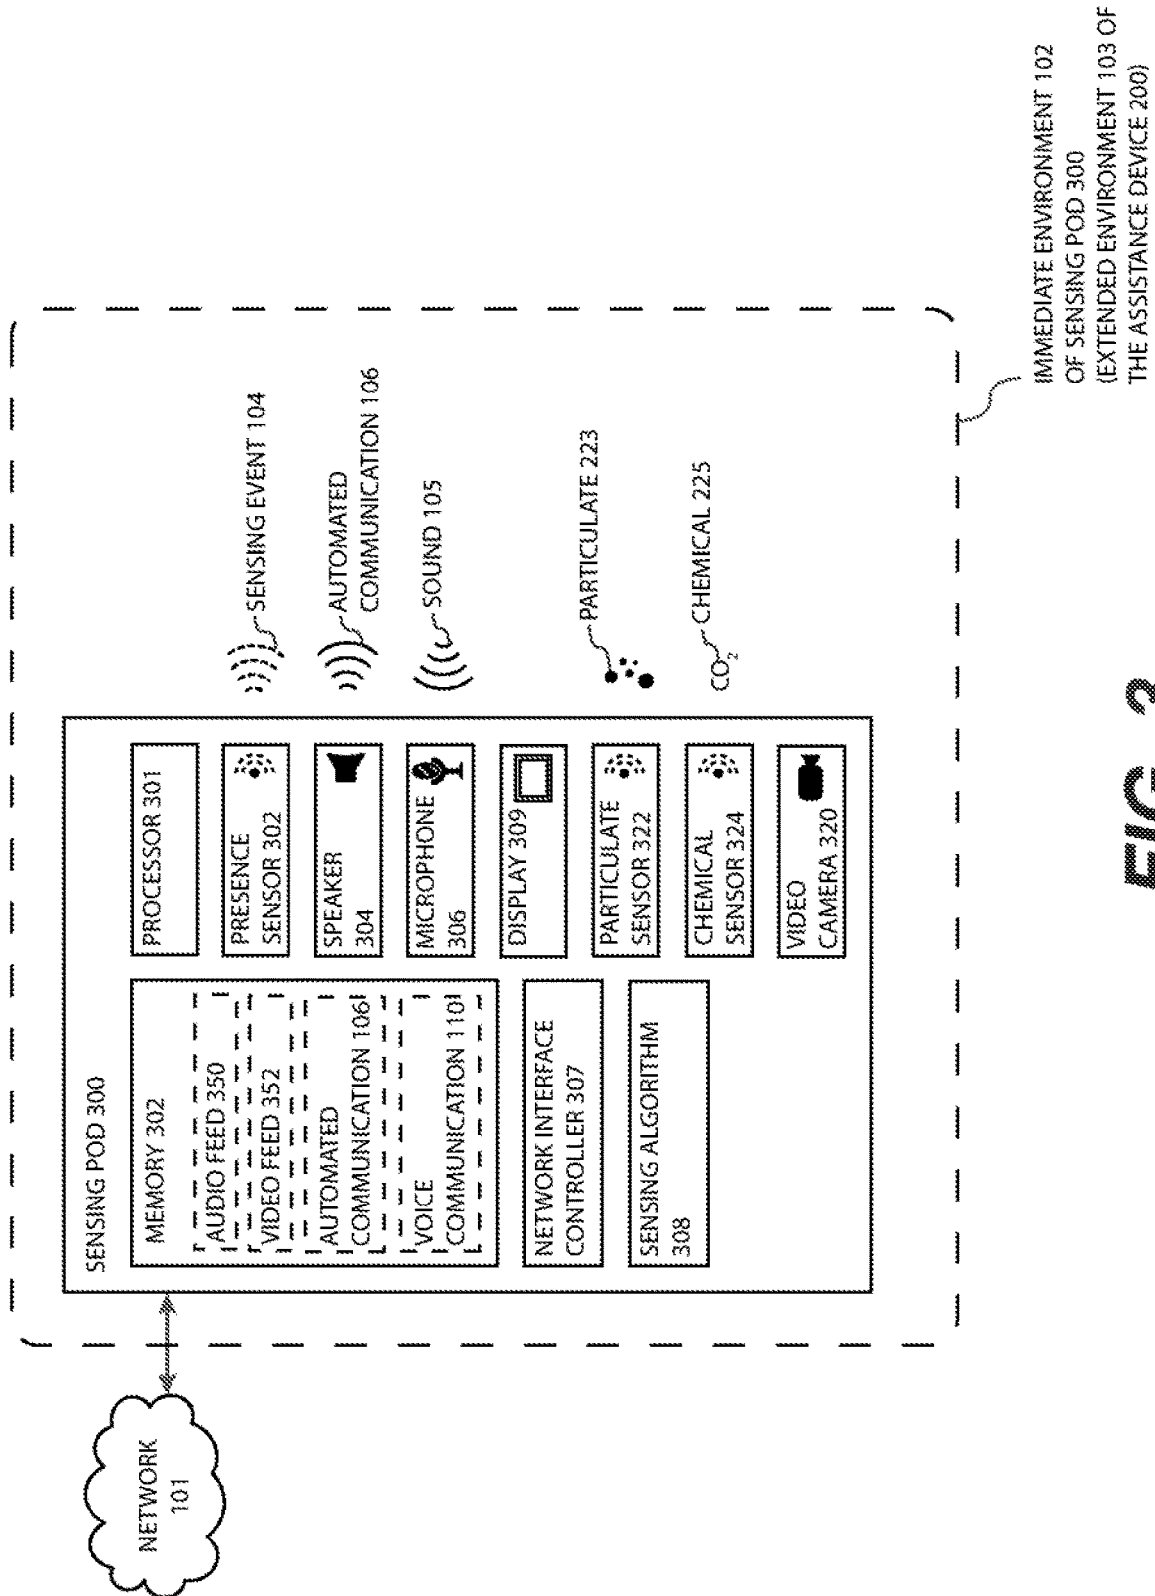 NETWORK
101
SENSING POD 300
MEMORY 302
AUDIO FEED 350
VIDEO FEED 352
AUTOMATED
COMMUNICATION 106
VOICE
COMMUNICATION 110
NETWORK INTERFACE
CONTROLLER 307
SENSING ALGORITHM
308
PROCESSOR 301
PRESENCE
SENSOR 302
SPEAKER
304
MICROPHONE
306
DISPLAY 309
PARTICULATE
SENSOR 322
CHEMICAL
SENSOR 324
VIDEO
CAMERA 320
SENSING EVENT 104
AUTOMATED
COMMUNICATION 106
SOUND 105
PARTICULATE 223
CHEMICAL 225
CO2
IMMEDIATE ENVIRONMENT 102
OF SENSING POD 300
(EXTENDED ENVIRONMENT 103 OF
THE ASSISTANCE DEVICE 200)
FIG